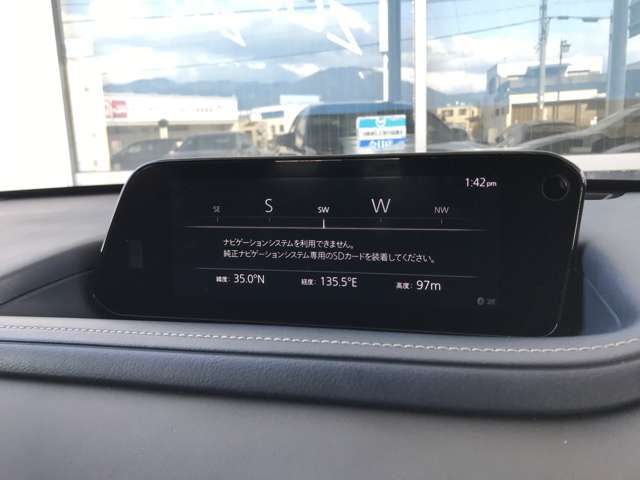 1:42 pm
SE S SW W NW
ナビゲーションシステムを利用できません。
純正ナビゲーションシステム専用のSDカードを装着してください。
緯度: 35.0°N 経度: 135.5°E 高度: 97m